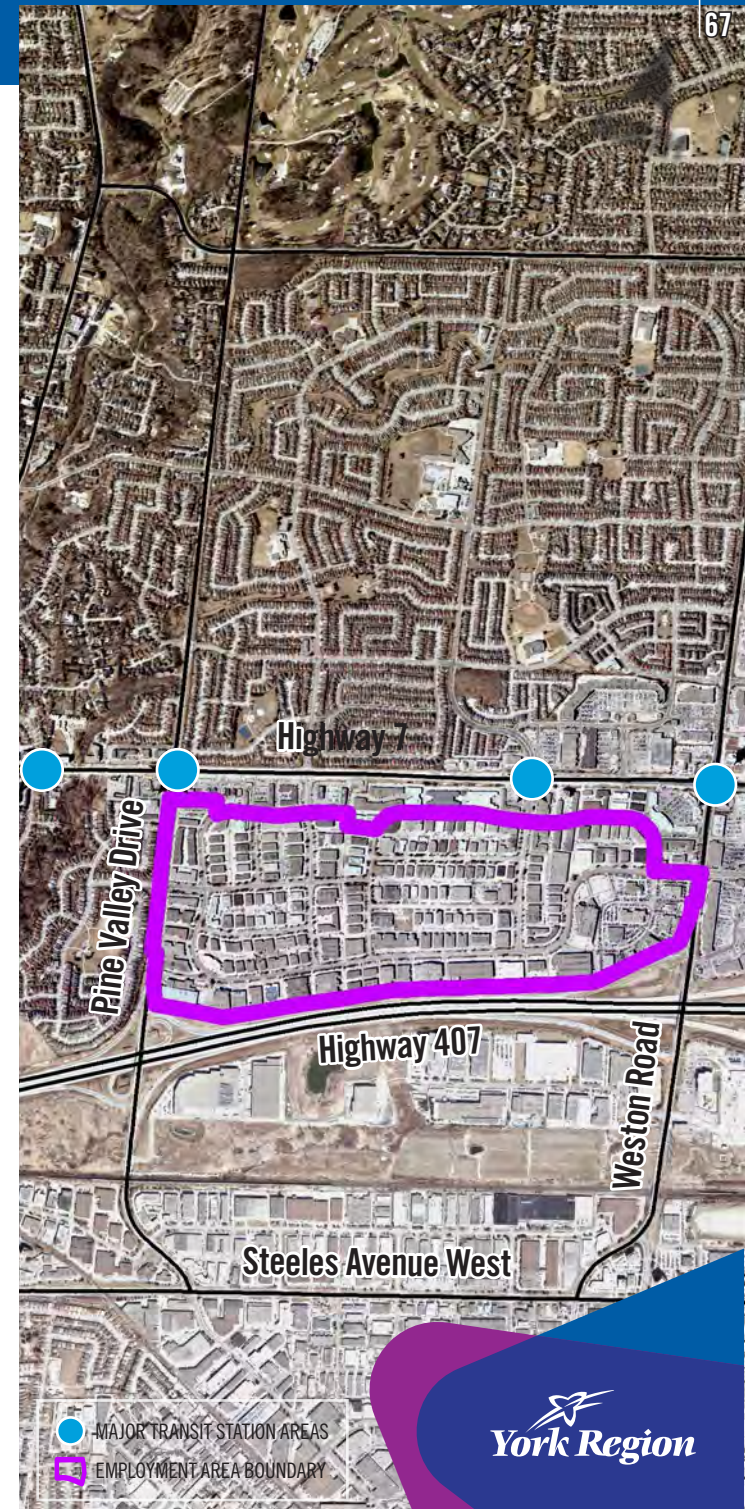 67
Highway 7
Pine Valley Drive
Highway 407
Weston Road
Steeles Avenue West
MAJOR TRANSIT STATION AREAS
EMPLOYMENT AREA BOUNDARY
York Region